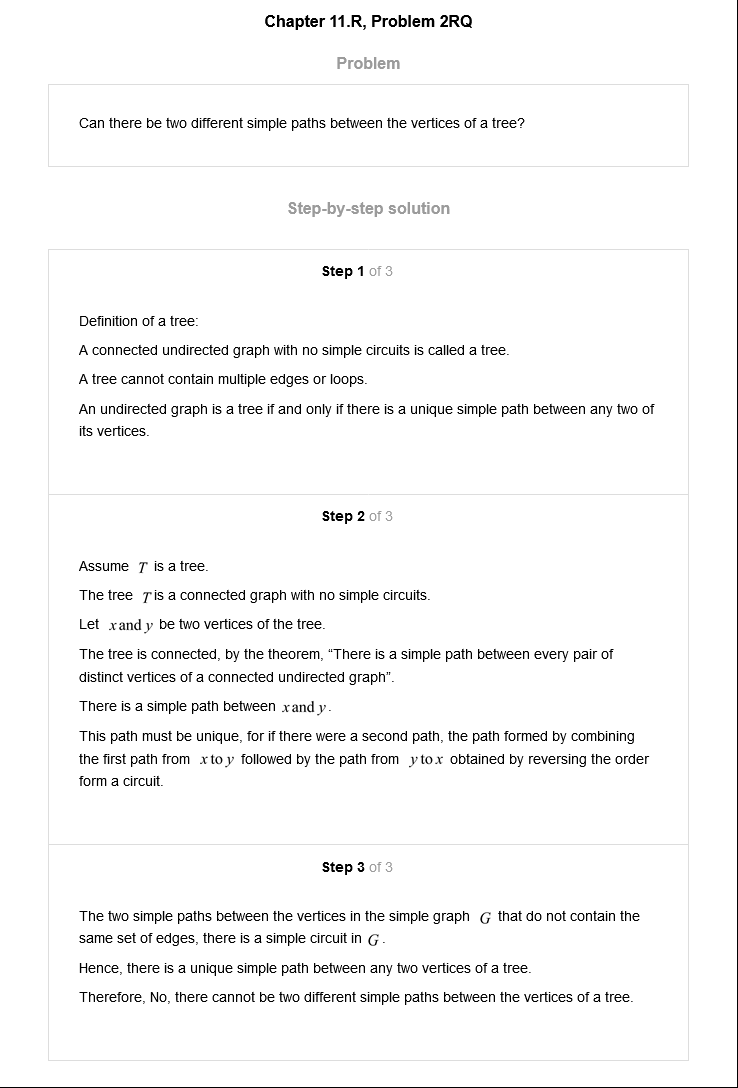 Chapter 11.R, Problem 2RQ
Problem
Can there be two different simple paths between the vertices of a tree?
Step-by-step solution
Step 1 of 3
Definition of a tree:
A connected undirected graph with no simple circuits is called a tree.
A tree cannot contain multiple edges or loops.
An undirected graph is a tree if and only if there is a unique simple path between any two of
its vertices.
Step 2 of 3
Assume T is a tree.
The tree T is a connected graph with no simple circuits.
Let x and y be two vertices of the tree.
The tree is connected, by the theorem, “There is a simple path between every pair of
distinct vertices of a connected undirected graph”.
There is a simple path between x and y.
This path must be unique, for if there were a second path, the path formed by combining
the first path from x to y followed by the path from y to x obtained by reversing the order
form a circuit.
Step 3 of 3
The two simple paths between the vertices in the simple graph G that do not contain the
same set of edges, there is a simple circuit in G.
Hence, there is a unique simple path between any two vertices of a tree.
Therefore, No, there cannot be two different simple paths between the vertices of a tree.